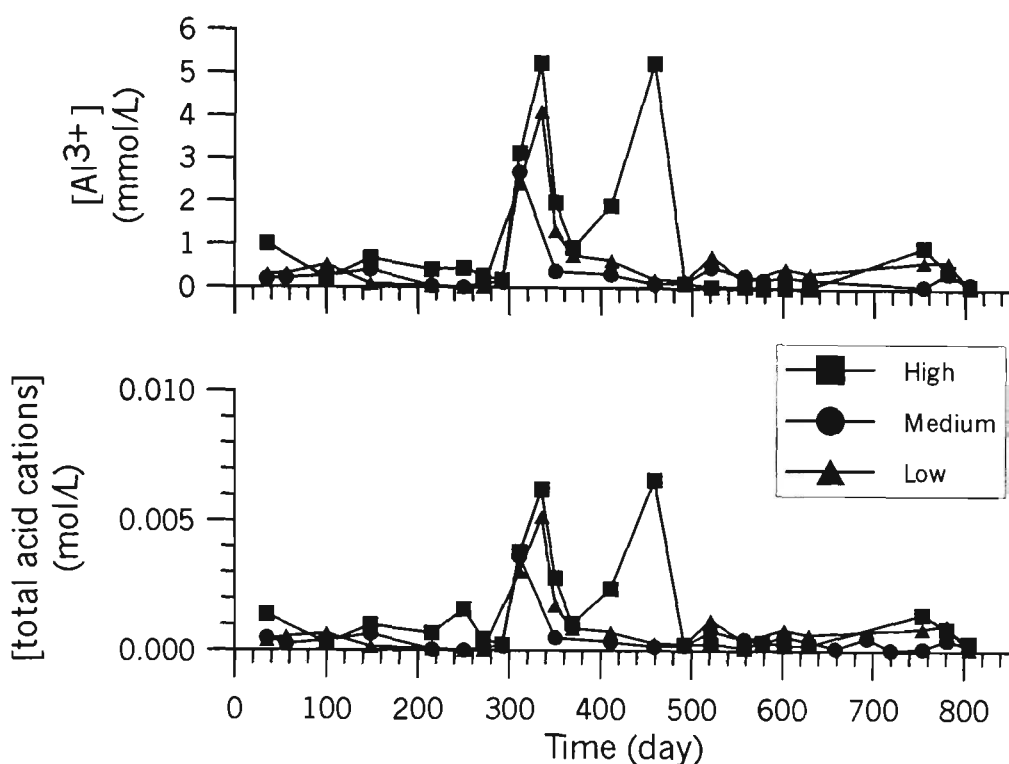 [Al3+]
(mmol/L)
6
5
4
3
2
1
0
[total acid cations]
(mol/L)
0.010
0.005
0.000
High
Medium
Low
0 100 200 300 400 500 600 700 800
Time (day)